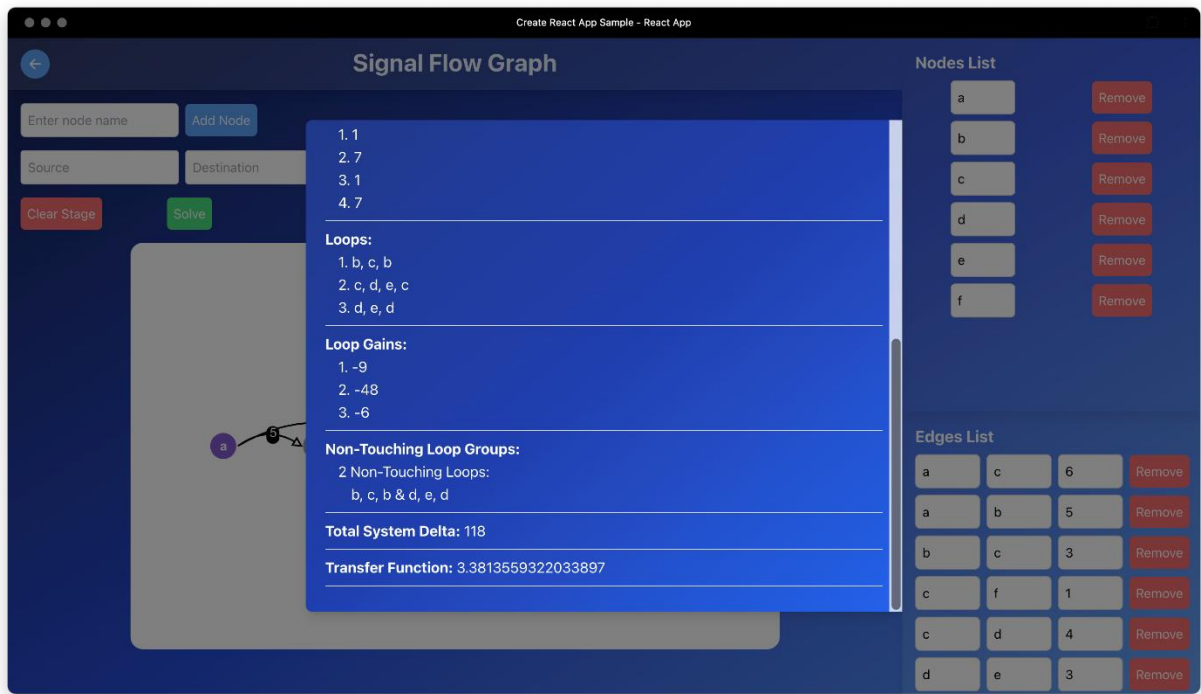 Create React App Sample - React App
Signal Flow Graph
Enter node name
Add Node
Source
Destination
Clear Stage
Solve
a
5
1. 1
2. 7
3. 1
4. 7
Loops:
1. b, c, b
2. c, d, e, c
3. d, e, d
Loop Gains:
1. -9
2. -48
3. -6
Non-Touching Loop Groups:
2 Non-Touching Loops:
b, c, b & d, e, d
Total System Delta: 118
Transfer Function: 3.3813559322033897
Nodes List
a Remove
b Remove
c Remove
d Remove
e Remove
f Remove
Edges List
a c 6 Remove
a b 5 Remove
b c 3 Remove
c f 1 Remove
c d 4 Remove
d e 3 Remove